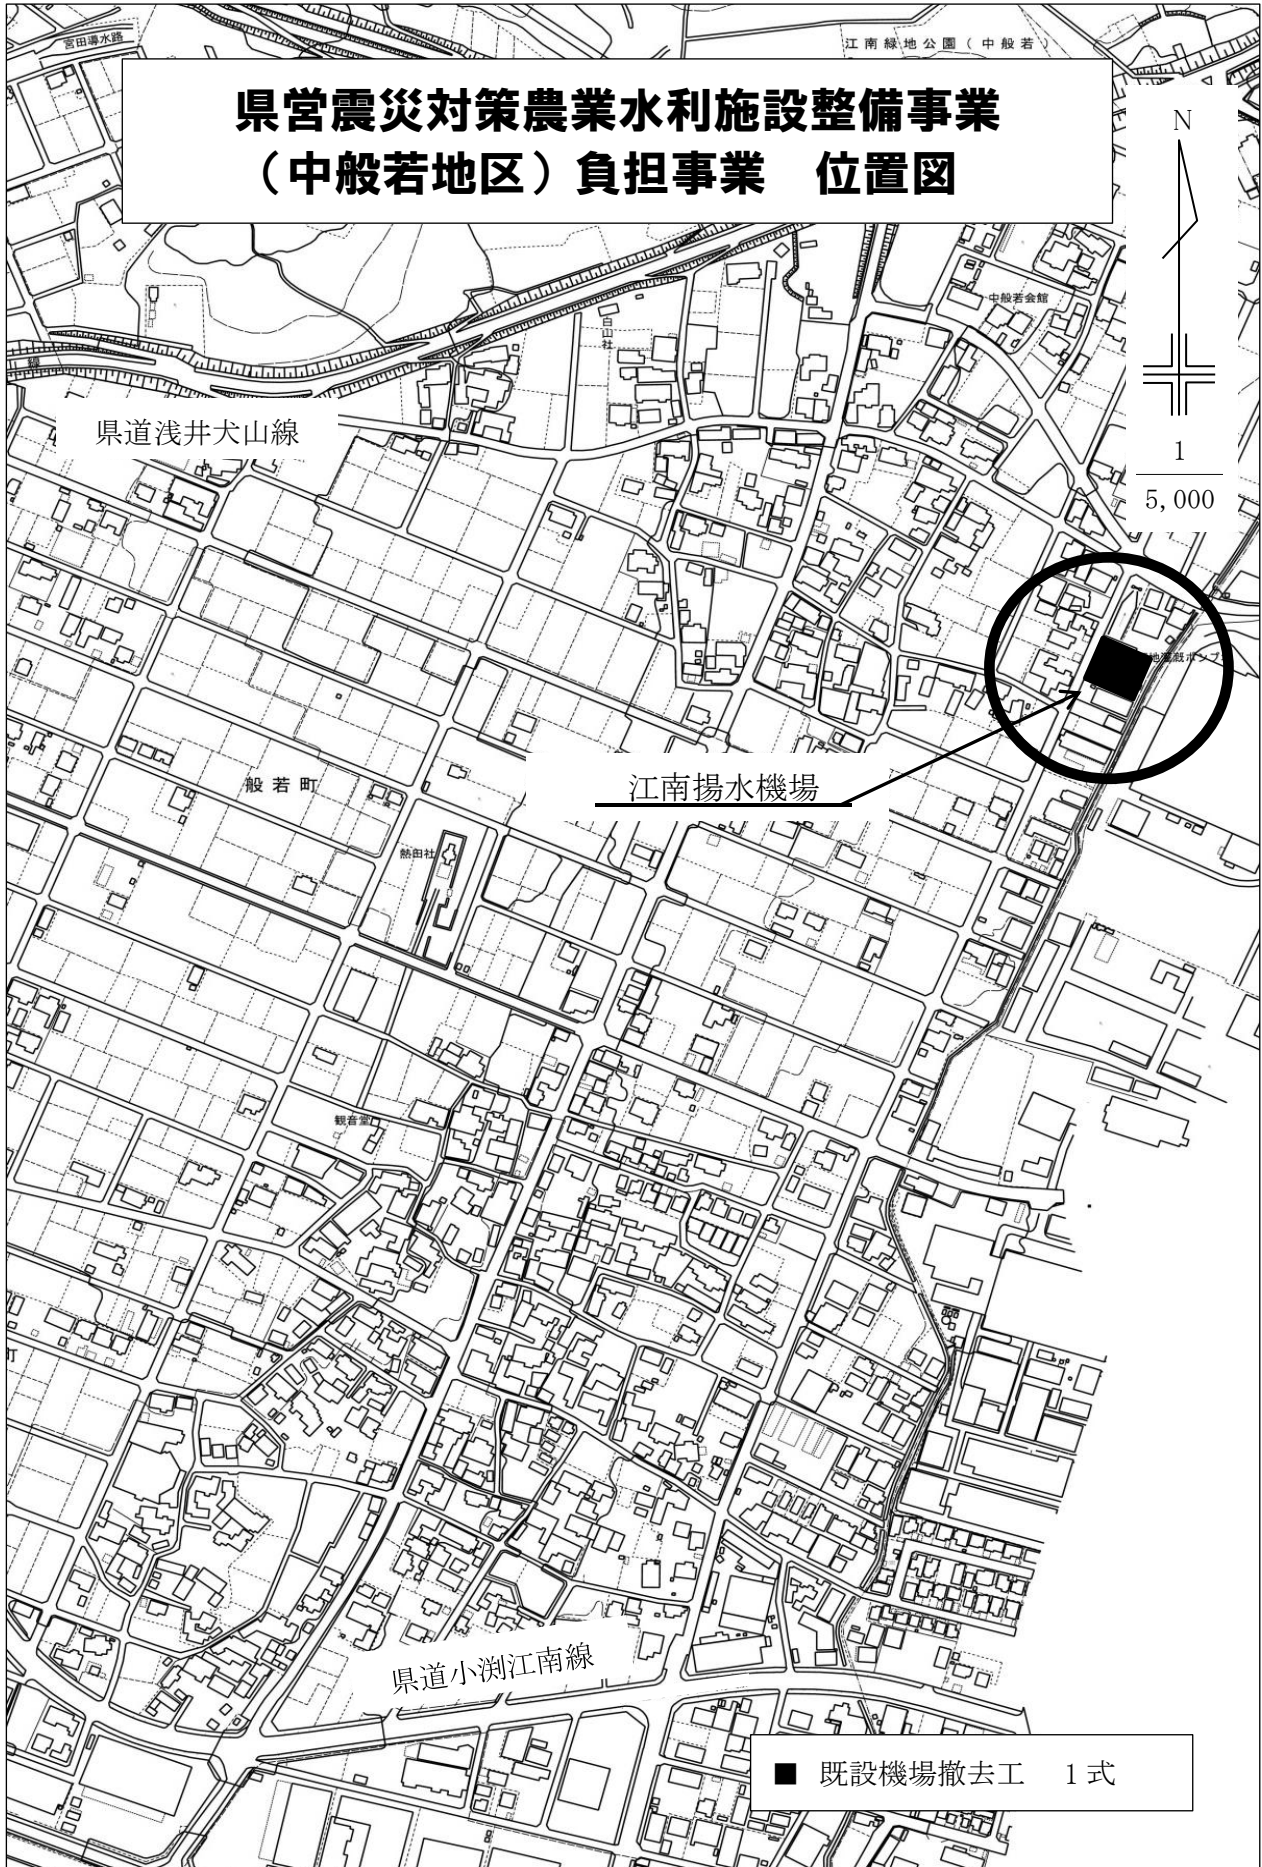 宮田導水路
江南緑地公園（中般若）
県営震災対策農業水利施設整備事業
（中般若地区）負担事業　位置図
N
中般若会館
白山社
線
県道浅井犬山線
1
5,000
江南揚水機場
般若町
熱田社
観音堂
町
県道小渕江南線
■ 既設機場撤去工　1式